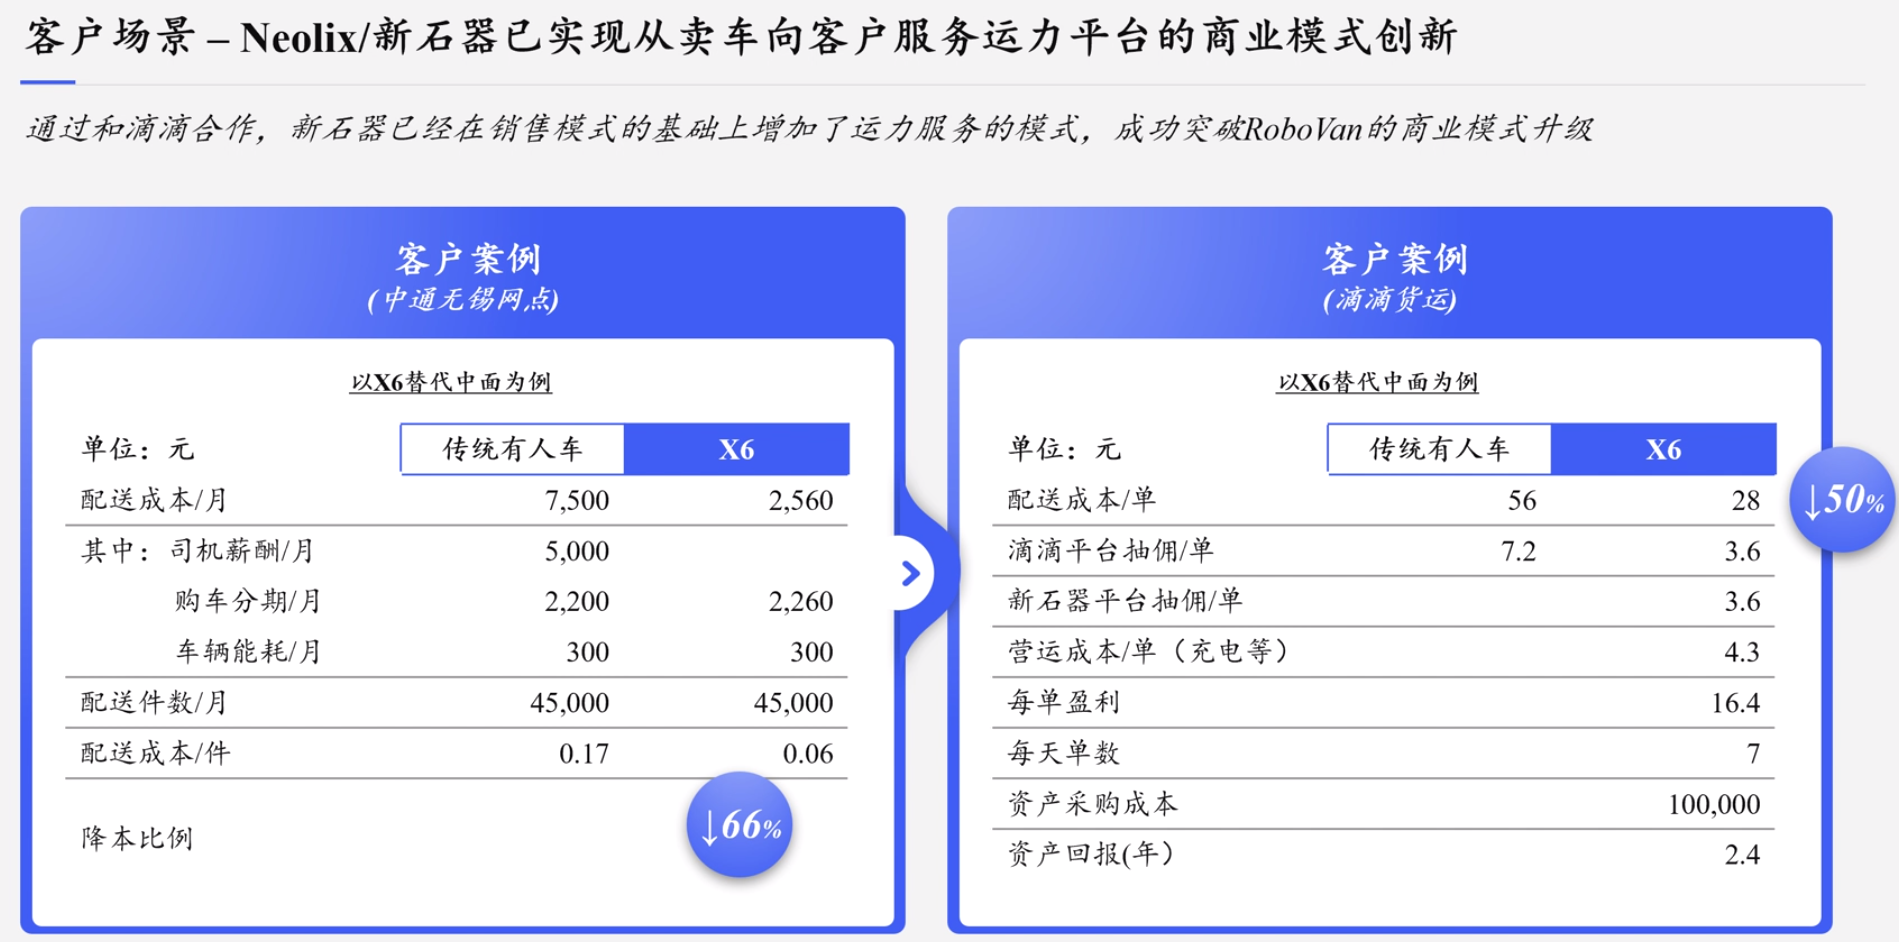 客户场景 – Neolix/新石器已实现从卖车向客户服务运力平台的商业模式创新
通过和滴滴合作，新石器已经在销售模式的基础上增加了运力服务的模式，成功突破RoboVan的商业模式升级
客户案例
(中通无锡网点)
以X6替代中面为例
单位：元 传统有人车 X6
配送成本/月 7,500 2,560
其中：司机薪酬/月 5,000
购车分期/月 2,200 2,260
车辆能耗/月 300 300
配送件数/月 45,000 45,000
配送成本/件 0.17 0.06
降本比例 ↓66%
客户案例
(滴滴货运)
以X6替代中面为例
单位：元 传统有人车 X6
配送成本/单 56 28 ↓50%
滴滴平台抽佣/单 7.2 3.6
新石器平台抽佣/单 3.6
营运成本/单（充电等） 4.3
每单盈利 16.4
每天单数 7
资产采购成本 100,000
资产回报(年） 2.4